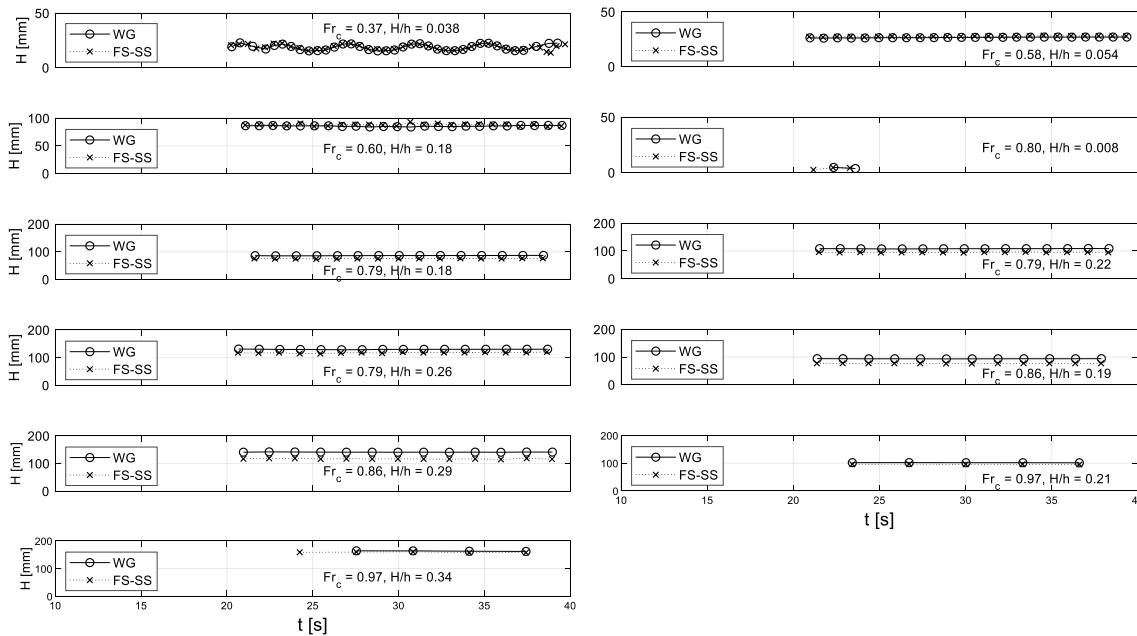 50
H [mm]
0
WG
FS-SS
Fr_c = 0.37, H/h = 0.038
50
0
WG
FS-SS
Fr_c = 0.58, H/h = 0.054
100
H [mm]
50
0
WG
FS-SS
Fr_c = 0.60, H/h = 0.18
50
0
WG
FS-SS
Fr_c = 0.80, H/h = 0.008
200
H [mm]
100
0
WG
FS-SS
Fr_c = 0.79, H/h = 0.18
200
100
0
WG
FS-SS
Fr_c = 0.79, H/h = 0.22
200
H [mm]
100
0
WG
FS-SS
Fr_c = 0.79, H/h = 0.26
200
100
0
WG
FS-SS
Fr_c = 0.86, H/h = 0.19
200
H [mm]
100
0
WG
FS-SS
Fr_c = 0.86, H/h = 0.29
200
100
0
WG
FS-SS
Fr_c = 0.97, H/h = 0.21
10 15 20 25 30 35 40
t [s]
200
H [mm]
100
0
WG
FS-SS
Fr_c = 0.97, H/h = 0.34
10 15 20 25 30 35 40
t [s]